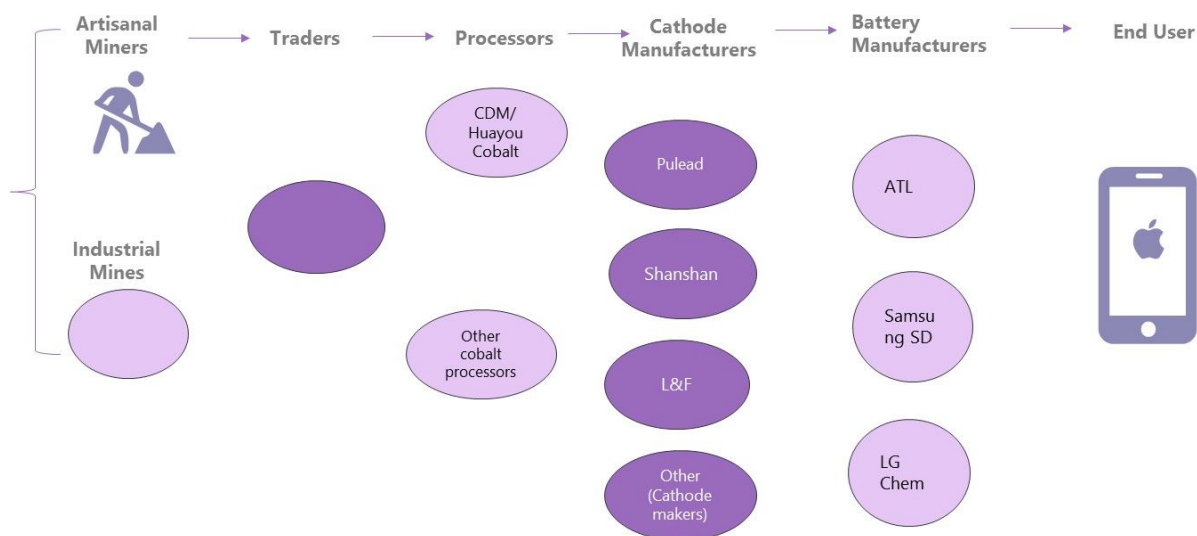 Artisanal
Miners
Traders
Processors
Cathode
Manufacturers
Battery
Manufacturers
End User
CDM/
Huayou
Cobalt
Pulead
ATL
Industrial
Mines
Shanshan
Samsu
ng SD
Other
cobalt
processors
L&F
LG
Chem
Other
(Cathode
makers)